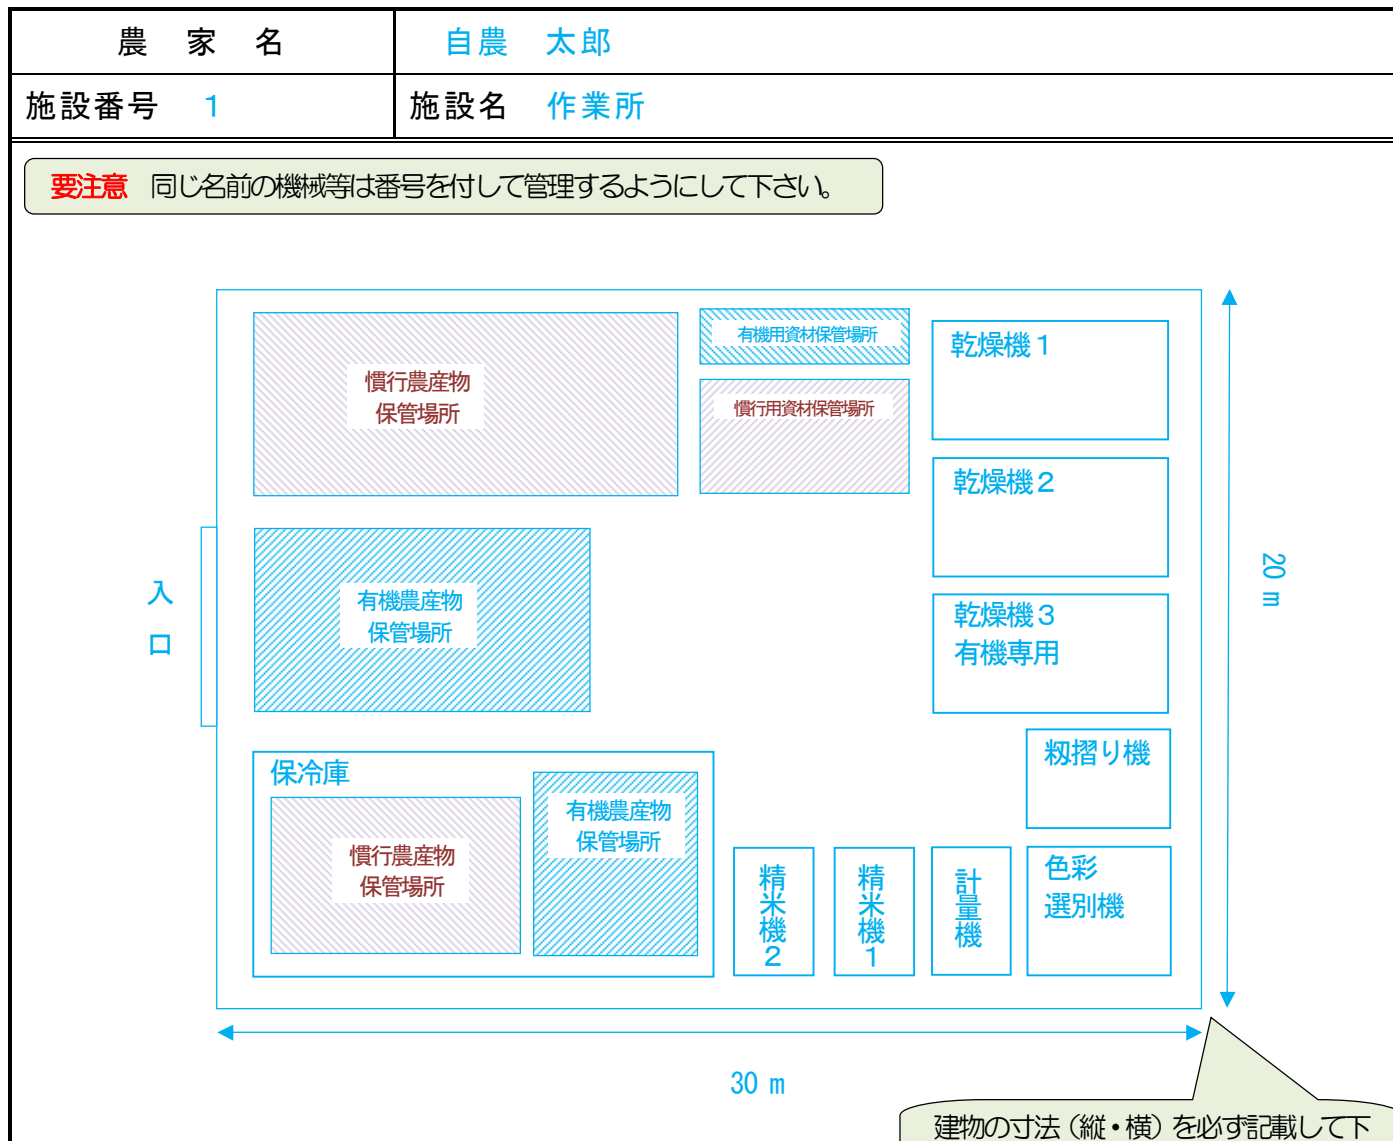 農 家 名
自農 太郎
施設番号 1
施設名 作業所
要注意 同じ名前の機械等は番号を付して管理するようにして下さい。
慣行農産物
保管場所
有機用資材保管場所
慣行用資材保管場所
乾燥機1
乾燥機2
20 m
入
口
有機農産物
保管場所
乾燥機3
有機専用
籾摺り機
保冷庫
慣行農産物
保管場所
有機農産物
保管場所
精米機2
精米機1
計量機
色彩
選別機
30 m
建物の寸法（縦・横）を必ず記載して下